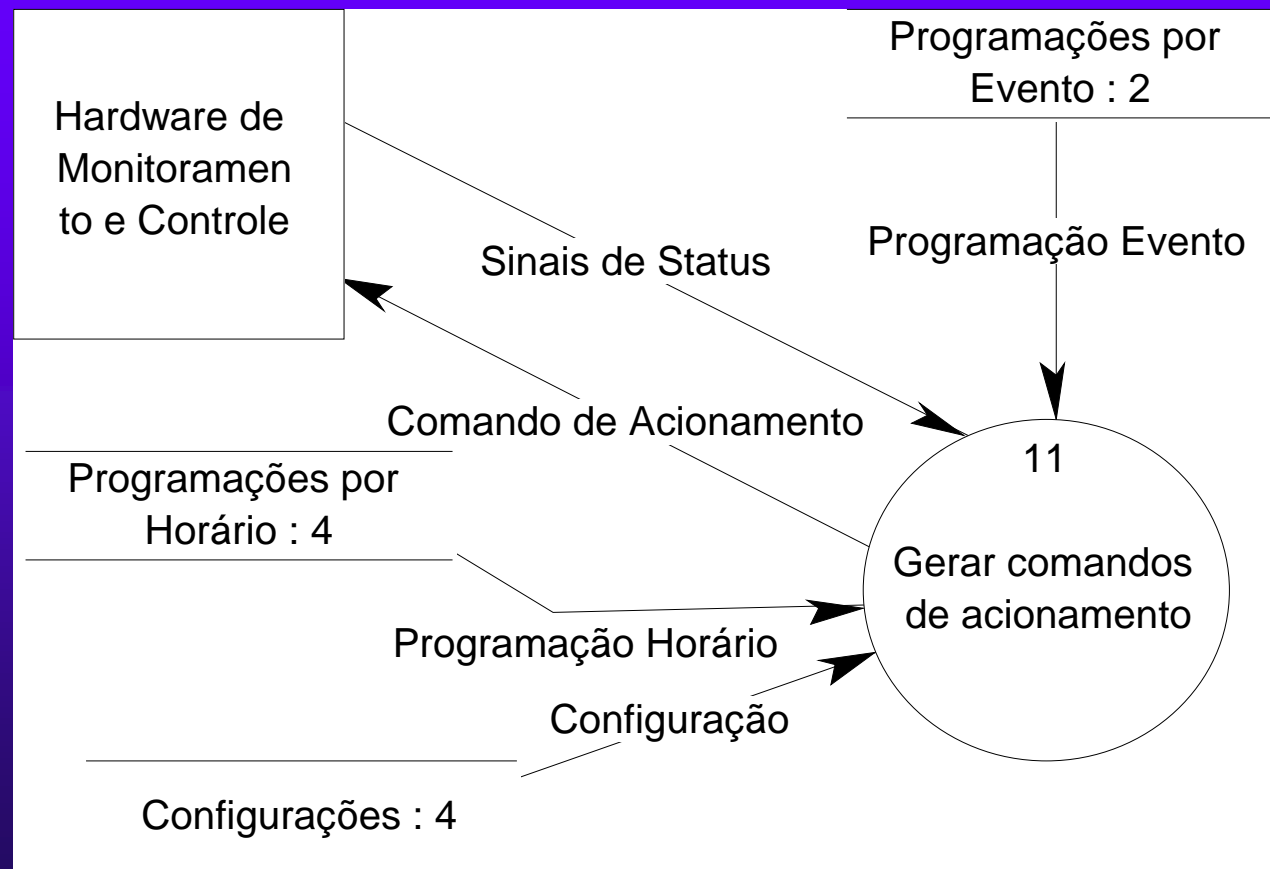 Programações por
Evento : 2
Hardware de
Monitoramen
to e Controle
Programação Evento
Sinais de Status
Comando de Acionamento
11
Programações por
Horário : 4
Gerar comandos
de acionamento
Programação Horário
Configuração
Configurações : 4